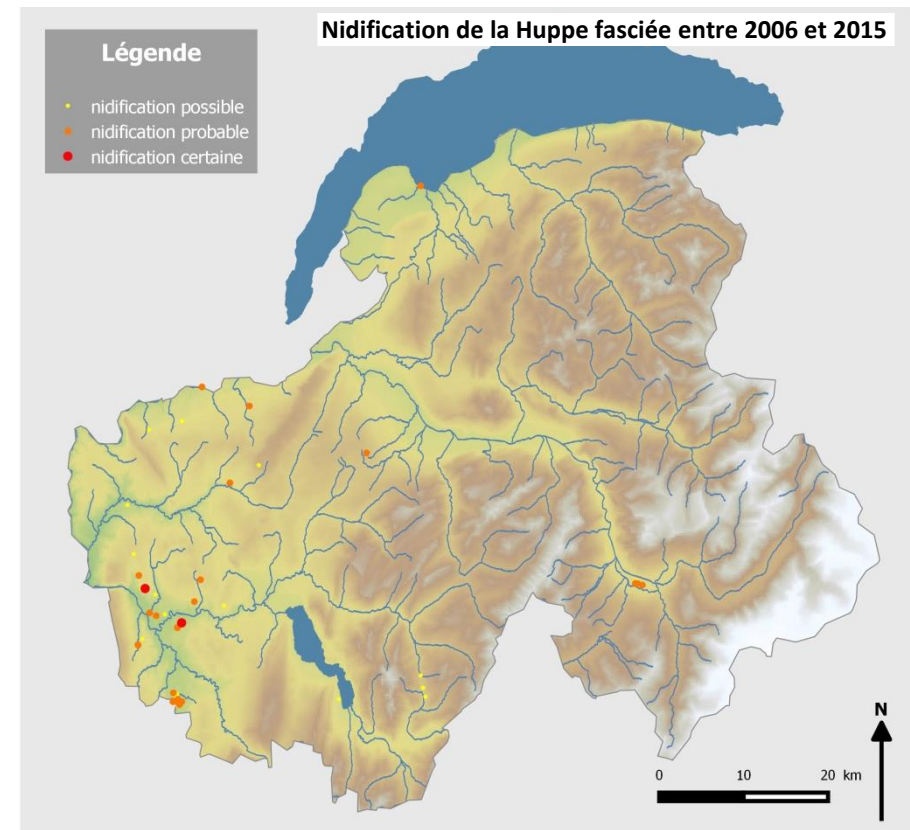 Nidification de la Huppe fasciée entre 2006 et 2015
Légende
nidification possible
nidification probable
nidification certaine
N
0 10 20 km